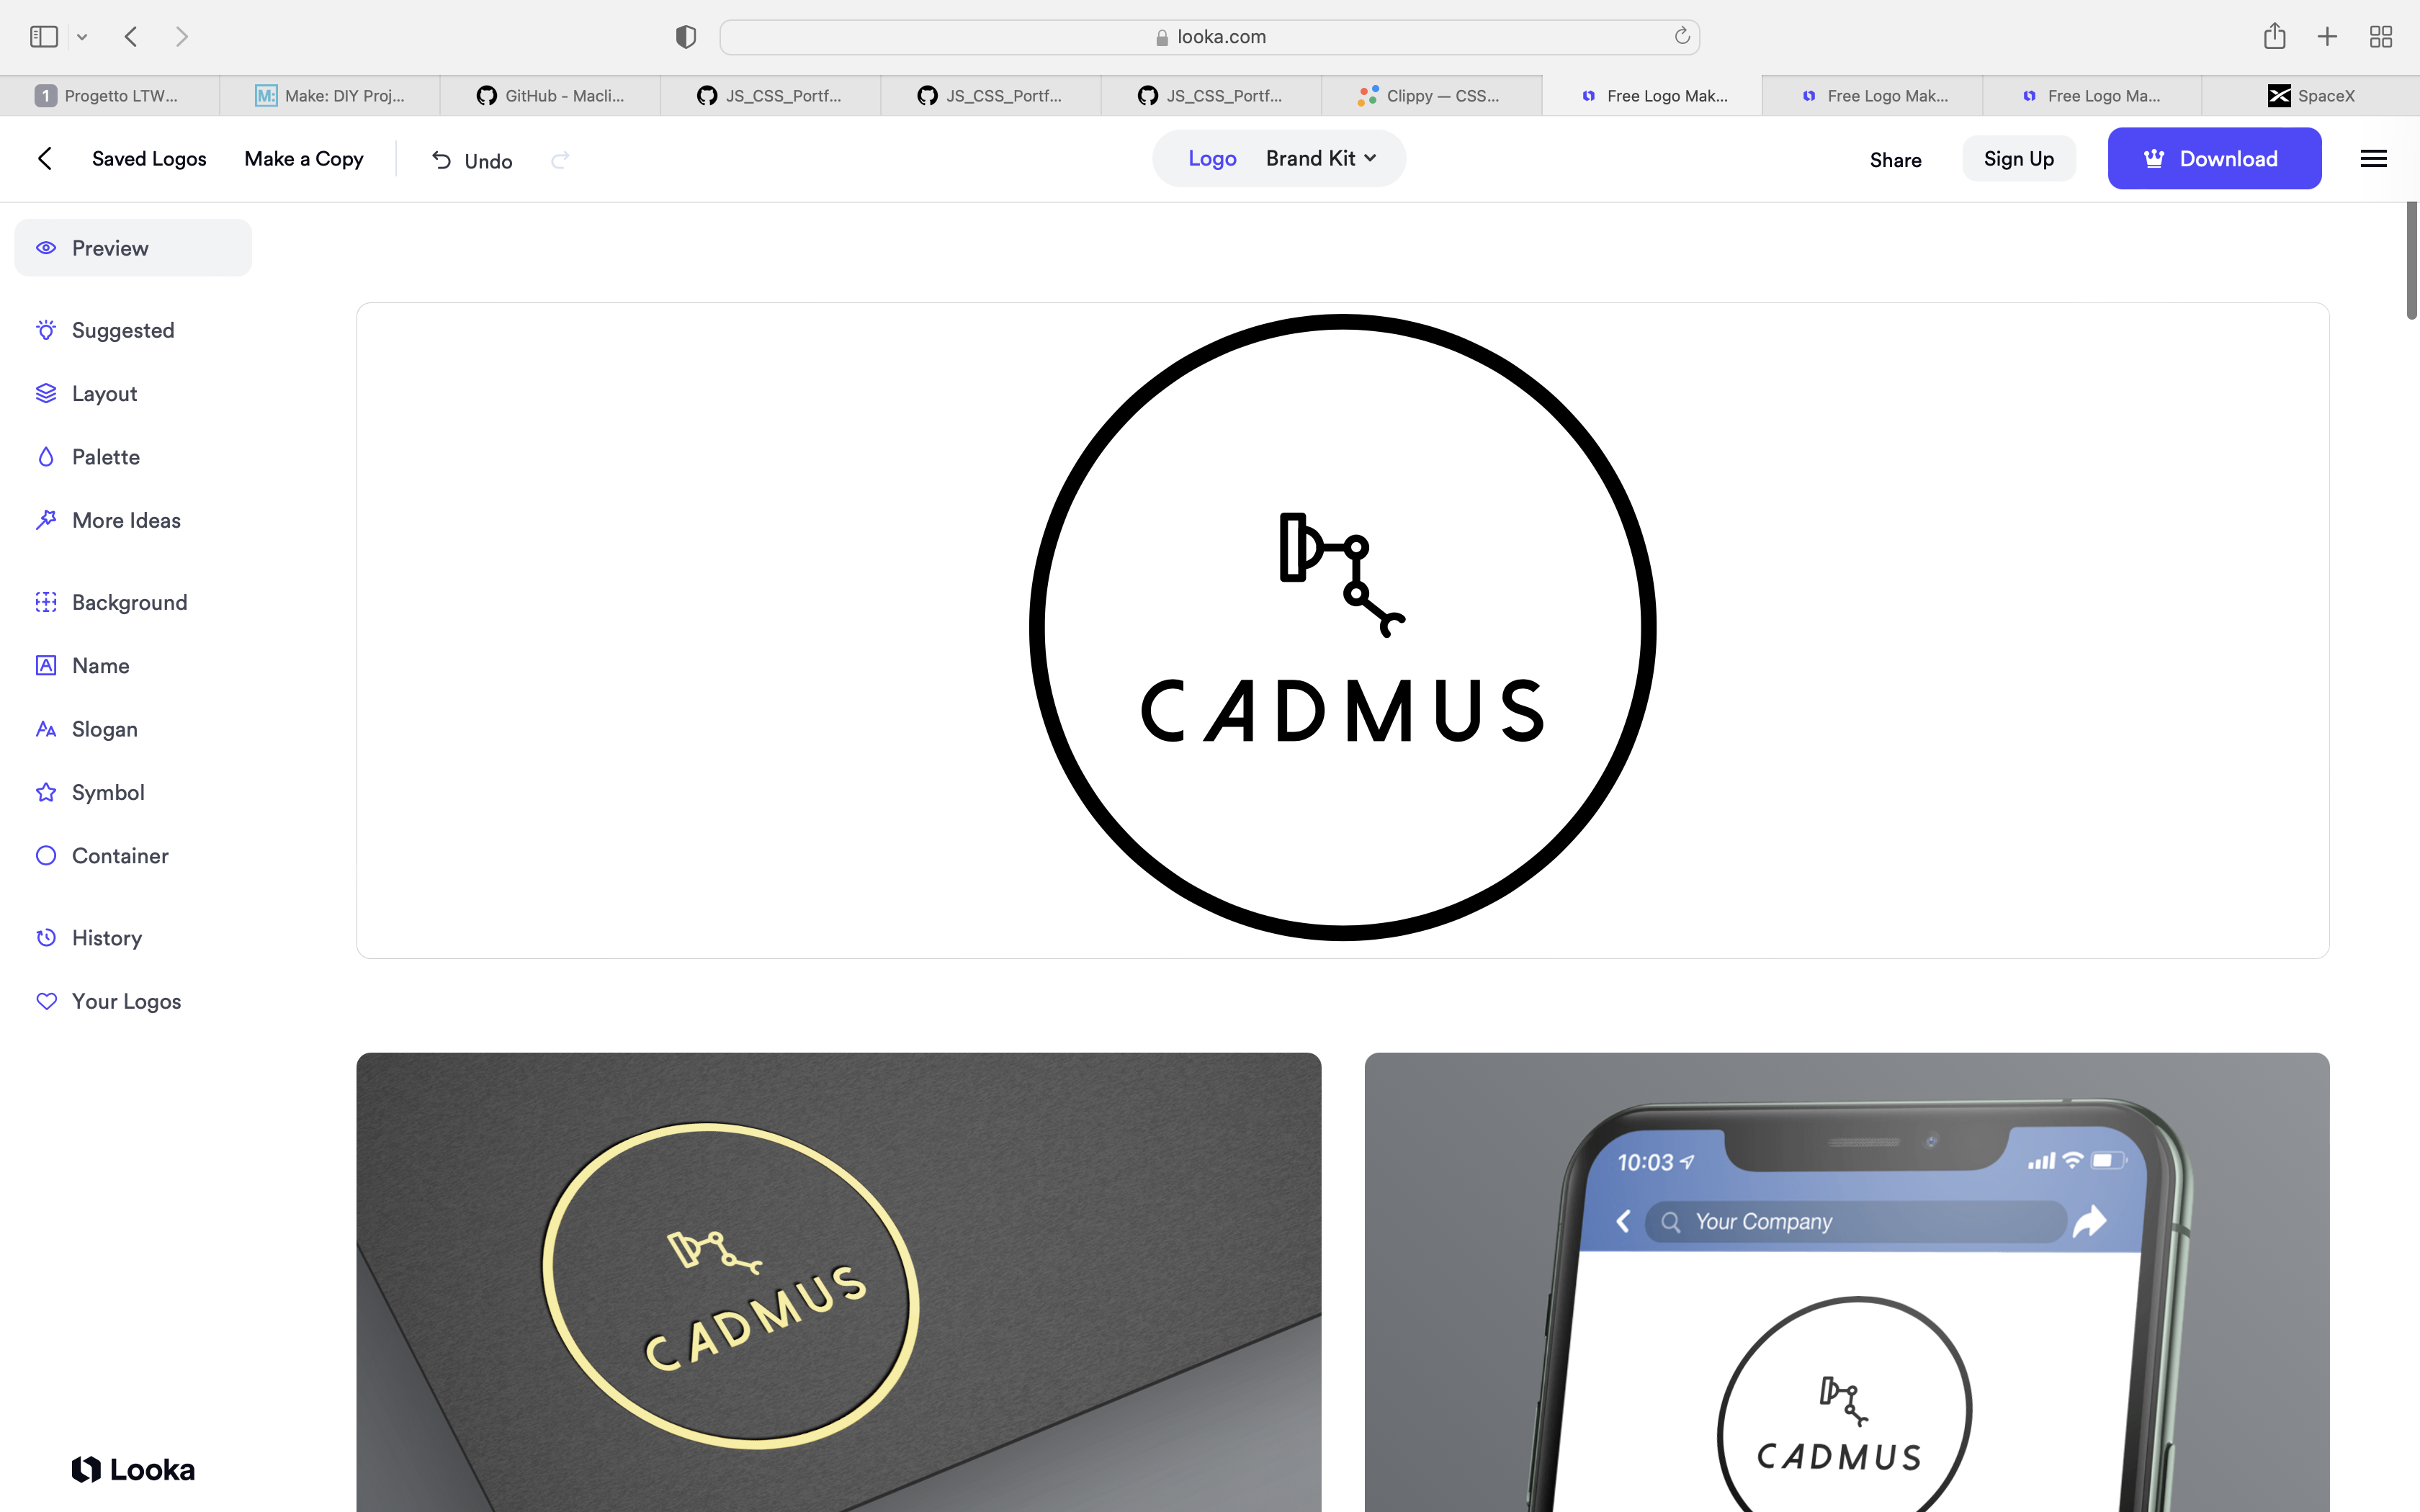 looka.com
1 Progetto LTW...
M: Make: DIY Proj...
GitHub - Macli...
JS_CSS_Portf...
JS_CSS_Portf...
JS_CSS_Portf...
Clippy — CSS...
Free Logo Mak...
Free Logo Mak...
Free Logo Ma...
SpaceX
Saved Logos
Make a Copy
Undo
Logo
Brand Kit
Share
Sign Up
Download
Preview
Suggested
Layout
Palette
More Ideas
Background
Name
Slogan
Symbol
Container
History
Your Logos
Looka
CADMUS
CADMUS
10:03
Your Company
CADMUS